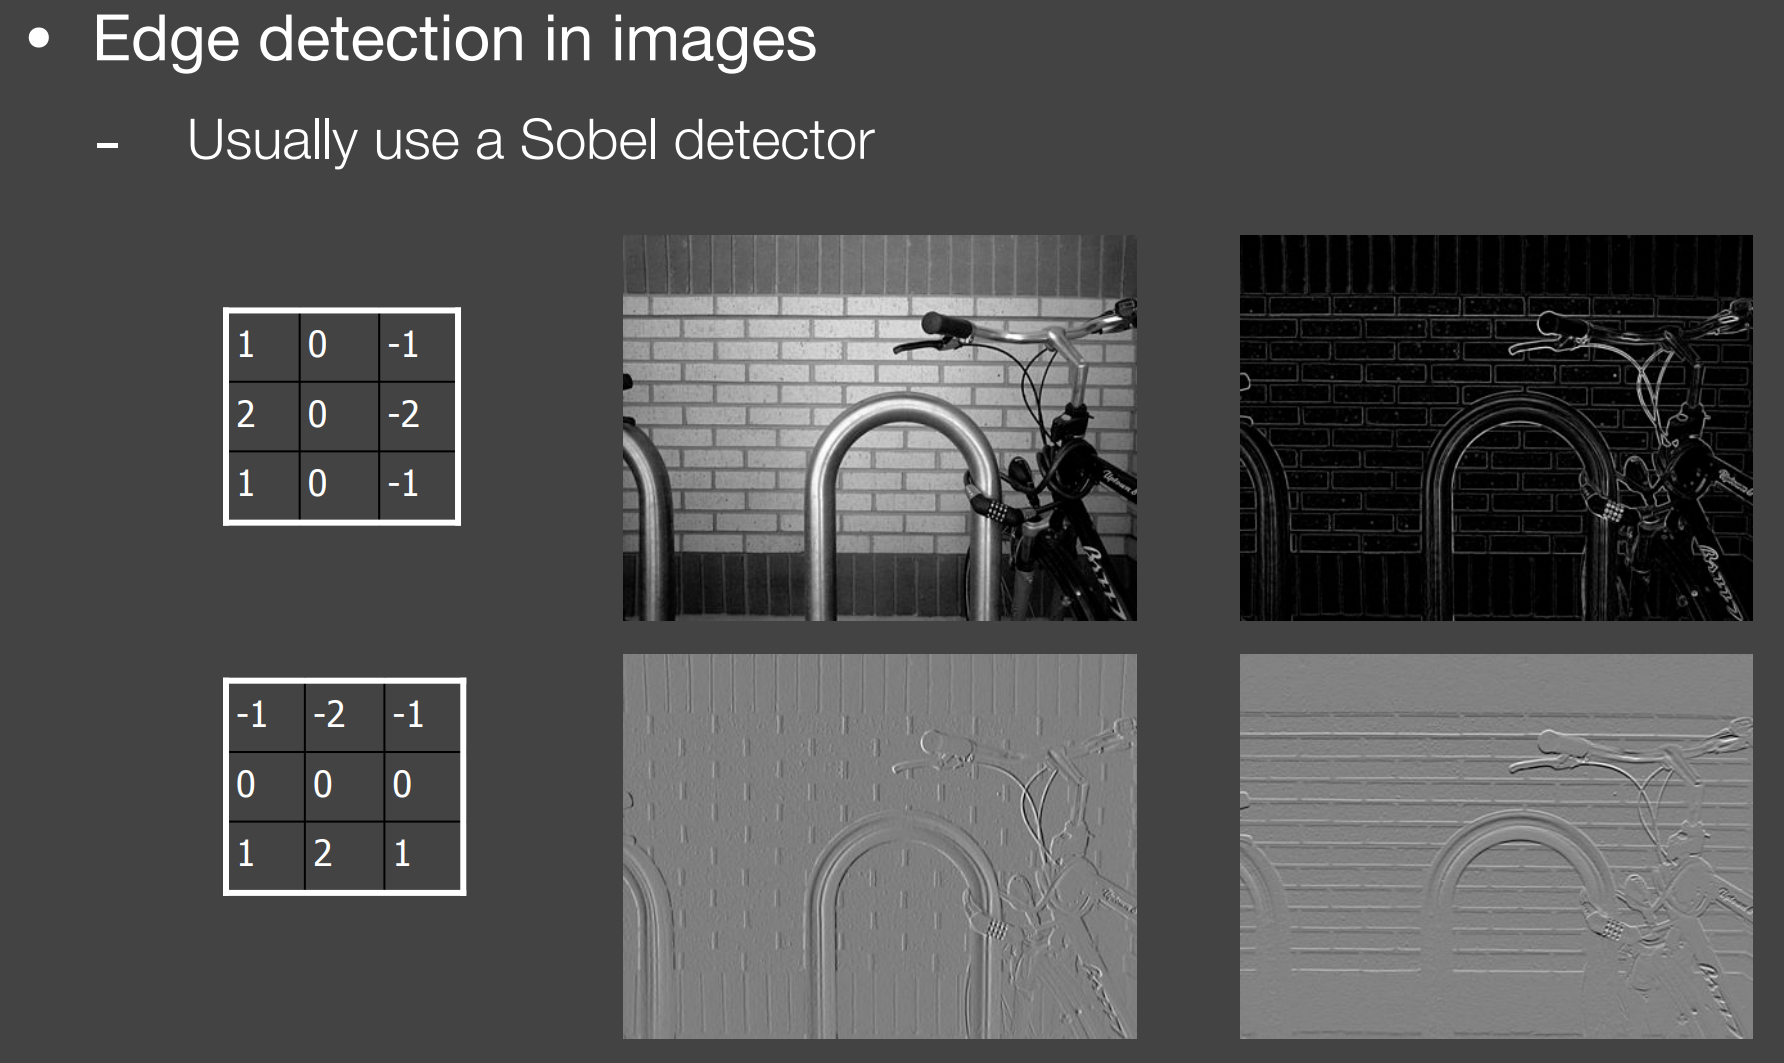 • Edge detection in images
- Usually use a Sobel detector
1 0 -1
2 0 -2
1 0 -1
-1 -2 -1
0 0 0
1 2 1